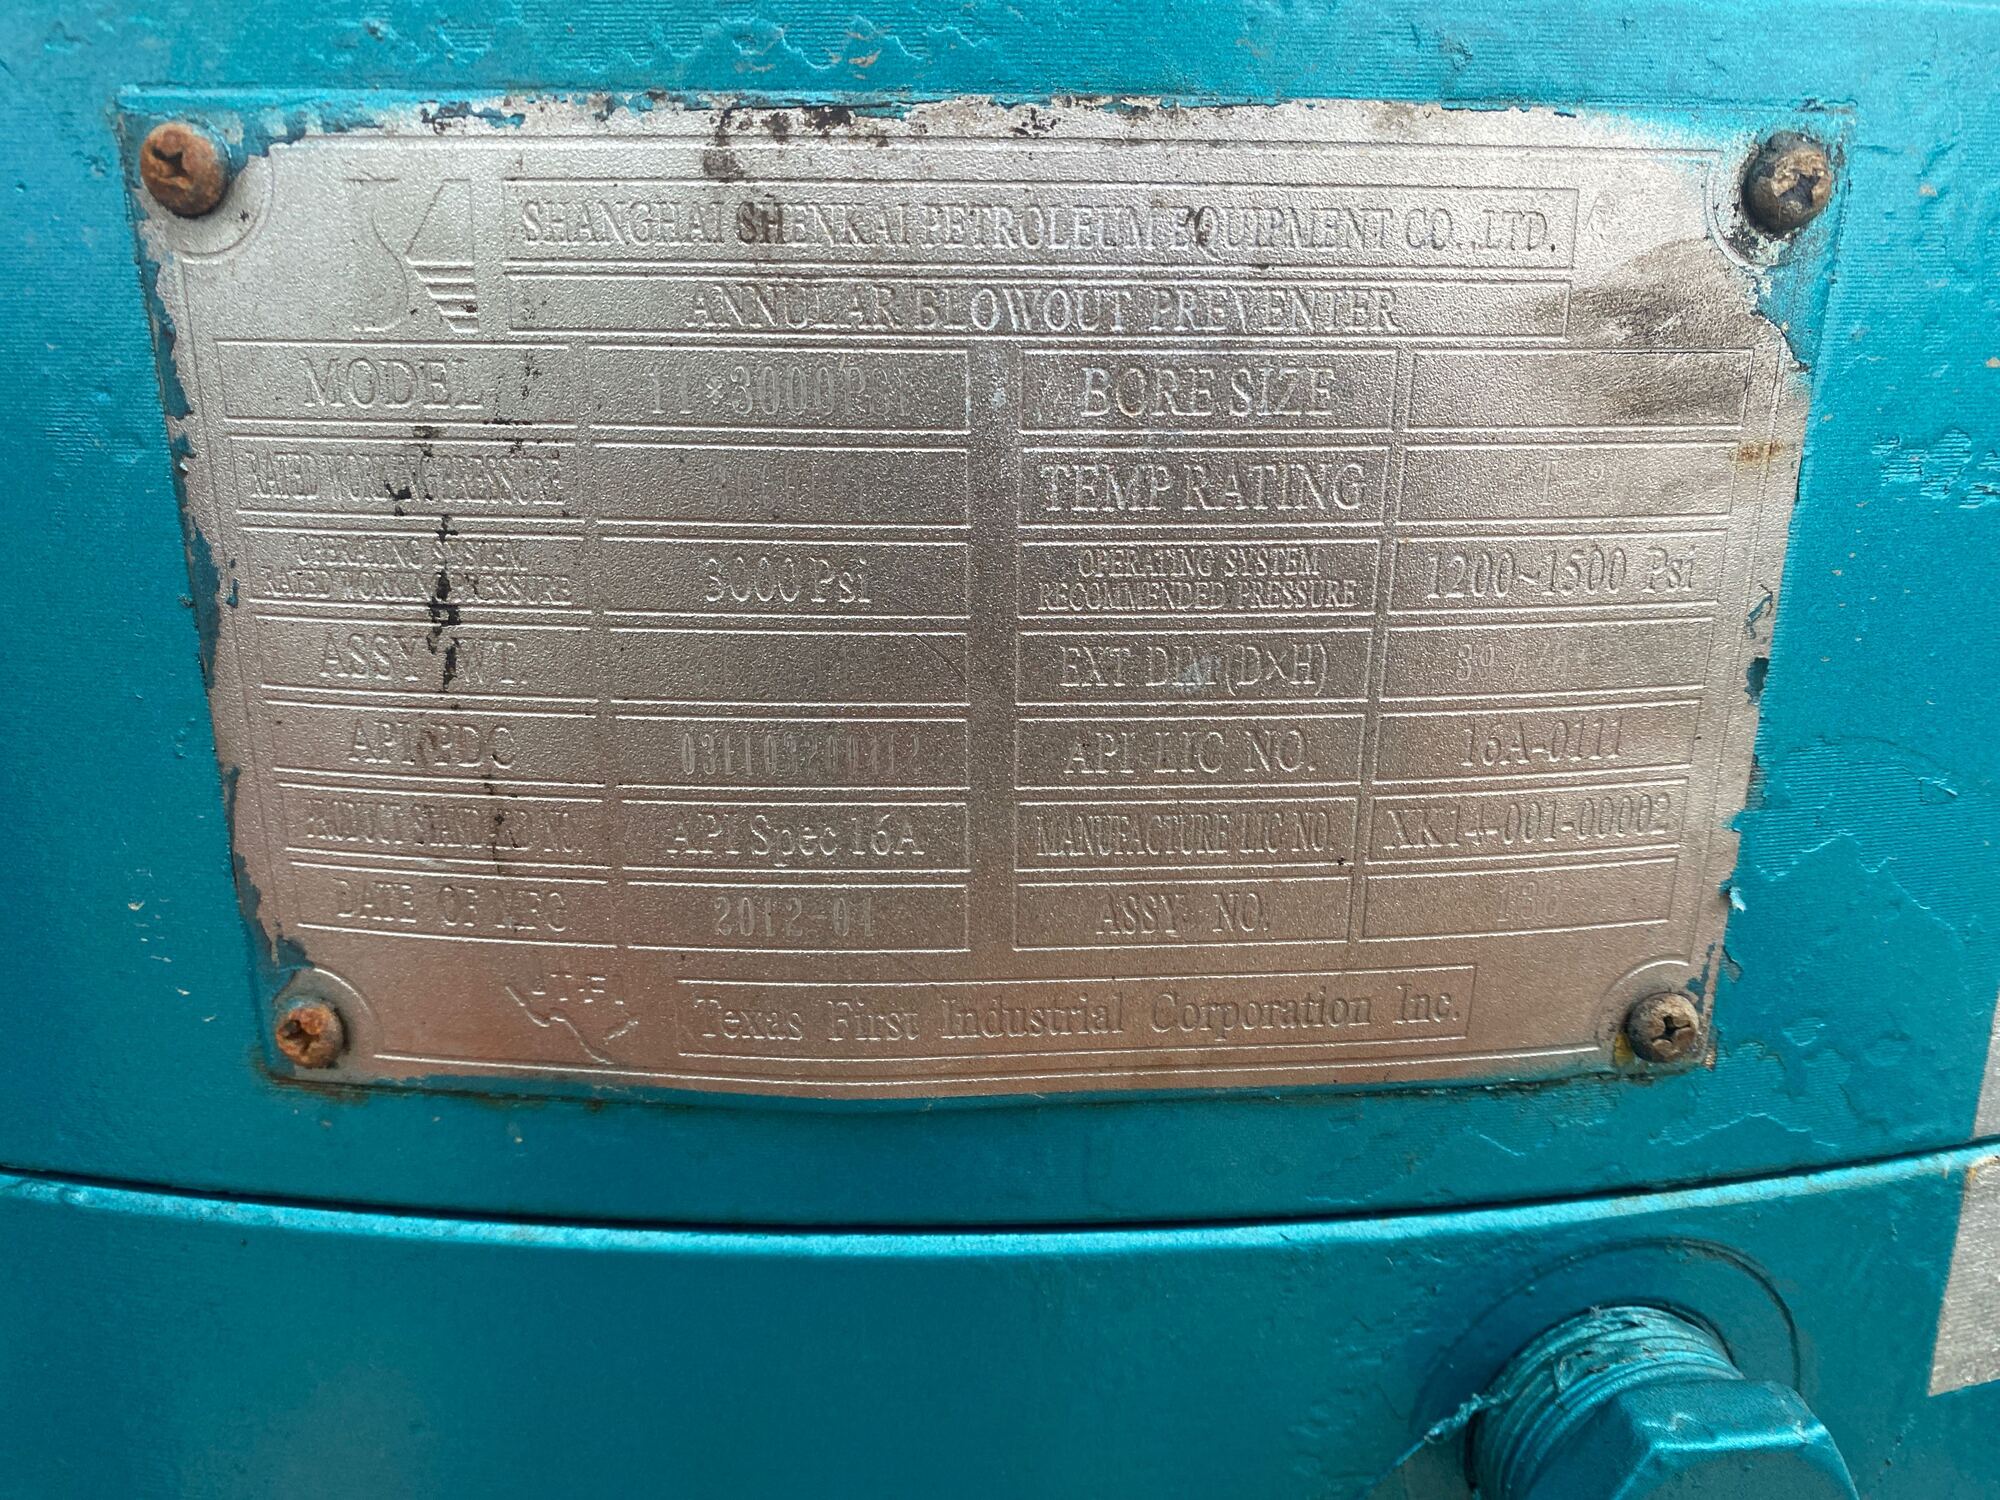 SHANGHAI SHENKAI PETROLEUM EQUIPMENT CO.,LTD.
ANNULAR BLOWOUT PREVENTER
MODEL 11*3000PSI BORE SIZE
RATED WORKING PRESSURE TEMP RATING
OPERATING SYSTEM
RATED WORKING PRESSURE 3000 Psi OPERATING SYSTEM
RECOMMENDED PRESSURE 1200~1500 Psi
ASSY WT. EXT DIM (D×H)
API PDC API LIC NO. 16A-0111
PRODUCT STANDARD NO. API Spec 16A MANUFACTURE LIC NO. XK14-001-00002
DATE OF MFG 2012-04 ASSY NO.
Texas First Industrial Corporation Inc.